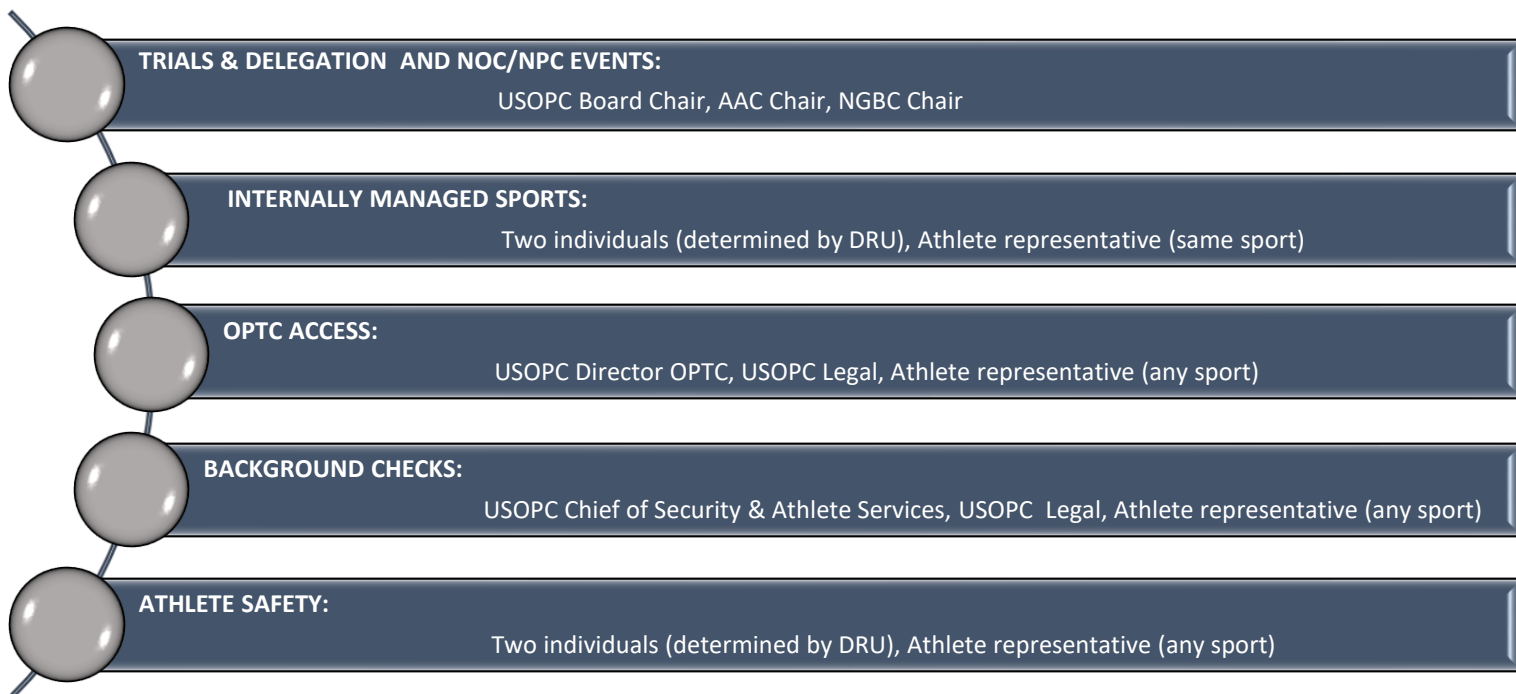 TRIALS & DELEGATION  AND NOC/NPC EVENTS:
USOPC Board Chair, AAC Chair, NGBC Chair
INTERNALLY MANAGED SPORTS:
Two individuals (determined by DRU), Athlete representative (same sport)
OPTC ACCESS:
USOPC Director OPTC, USOPC Legal, Athlete representative (any sport)
BACKGROUND CHECKS:
USOPC Chief of Security & Athlete Services, USOPC  Legal, Athlete representative (any sport)
ATHLETE SAFETY:
Two individuals (determined by DRU), Athlete representative (any sport)